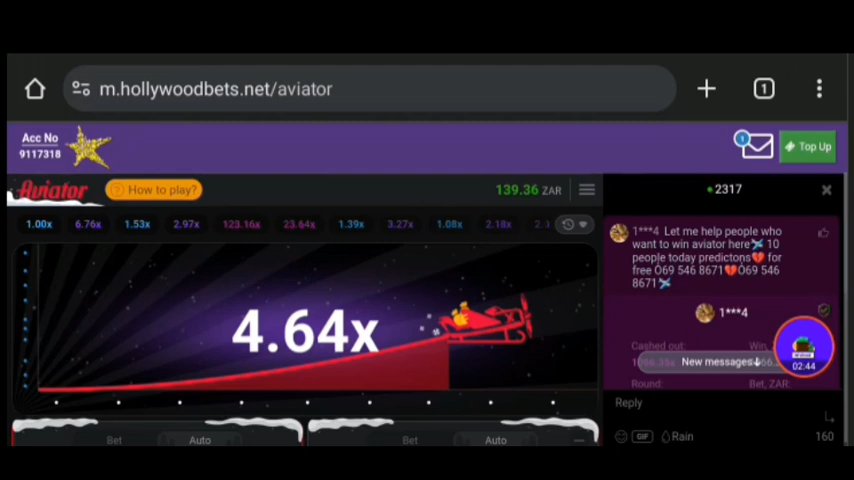 m.hollywoodbets.net/aviator
1
Acc No
9117318
1
Top Up
Aviator
? How to play?
139.36 ZAR
2317
1.00x 6.76x 1.53x 2.97x 123.16x 23.64x 1.39x 3.27x 1.08x 2.18x
1***4 Let me help people who
want to win aviator here 10
people today predictons for
free 069 546 8671 069 546
8671
4.64x
1***4
Cashed out:
Win,
New messages
02:44
Round:
Bet, ZAR:
Reply
Bet Auto
Bet Auto
GIF Rain
160